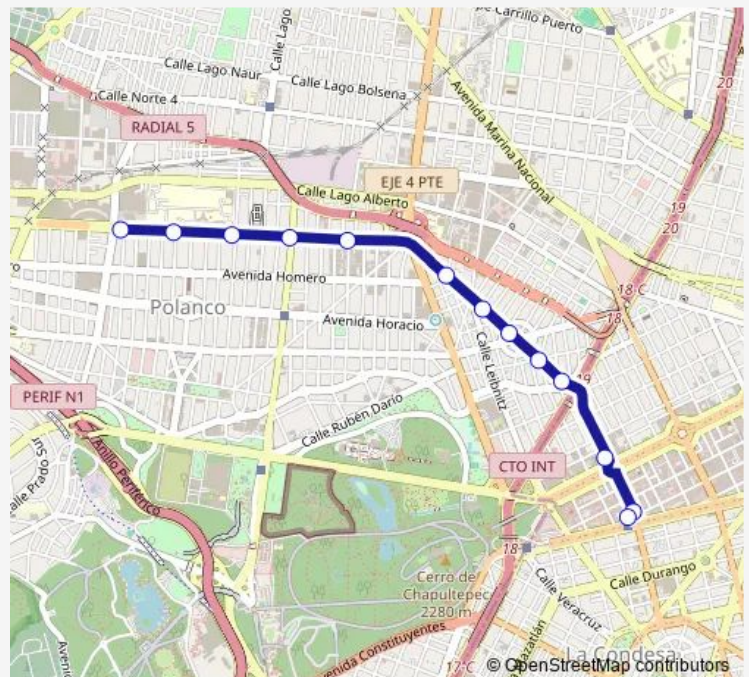 pe Carrillo Puerto
Calle Lago
Calle Lago Naur
Calle Lago Bolsena
Calle Norte 4
20
RADIAL 5
Avenida Marina Nacional
EJE 4 PTE
Calle Lago Alberto
19
20
ro
Avenida Homero
18 C
Polanco
Avenida Horacio
18
19
Calle Leibnitz
PERIF N1
Calle Rubén Darío
Anillo Periférico
CTO INT
18
Cerro de
Chapultepec
2280 m
Calle Durango
Calle Veracruz
Avenida Constituyentes
La Condesa
17 C
© OpenStreetMap contributors